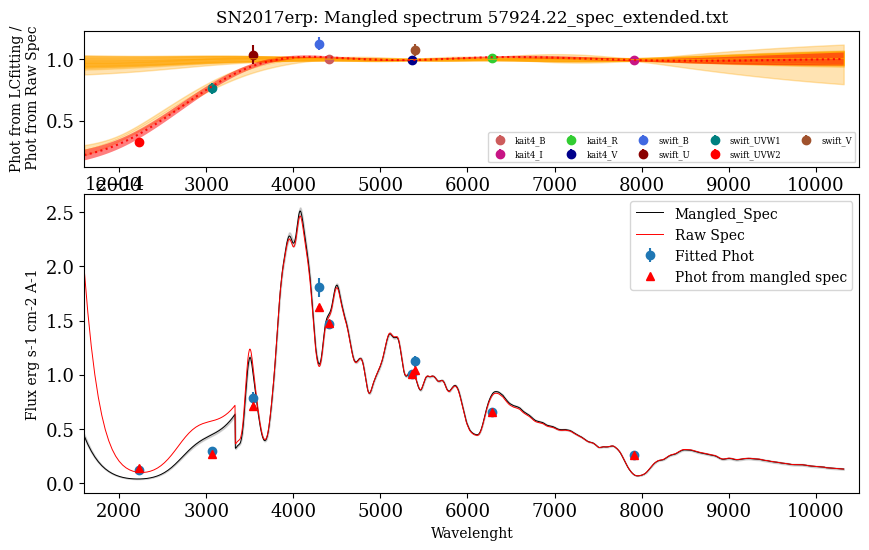 SN2017erp: Mangled spectrum 57924.22_spec_extended.txt
Phot from LCfitting /
Phot from Raw Spec
1.0
0.5
kait4_B kait4_R swift_B swift_UVW1 swift_V
kait4_I kait4_V swift_U swift_UVW2
2000 3000 4000 5000 6000 7000 8000 9000 10000
Flux erg s-1 cm-2 A-1
2.5
2.0
1.5
1.0
0.5
0.0
Mangled_Spec
Raw Spec
Fitted Phot
Phot from mangled spec
2000 3000 4000 5000 6000 7000 8000 9000 10000
Wavelenght